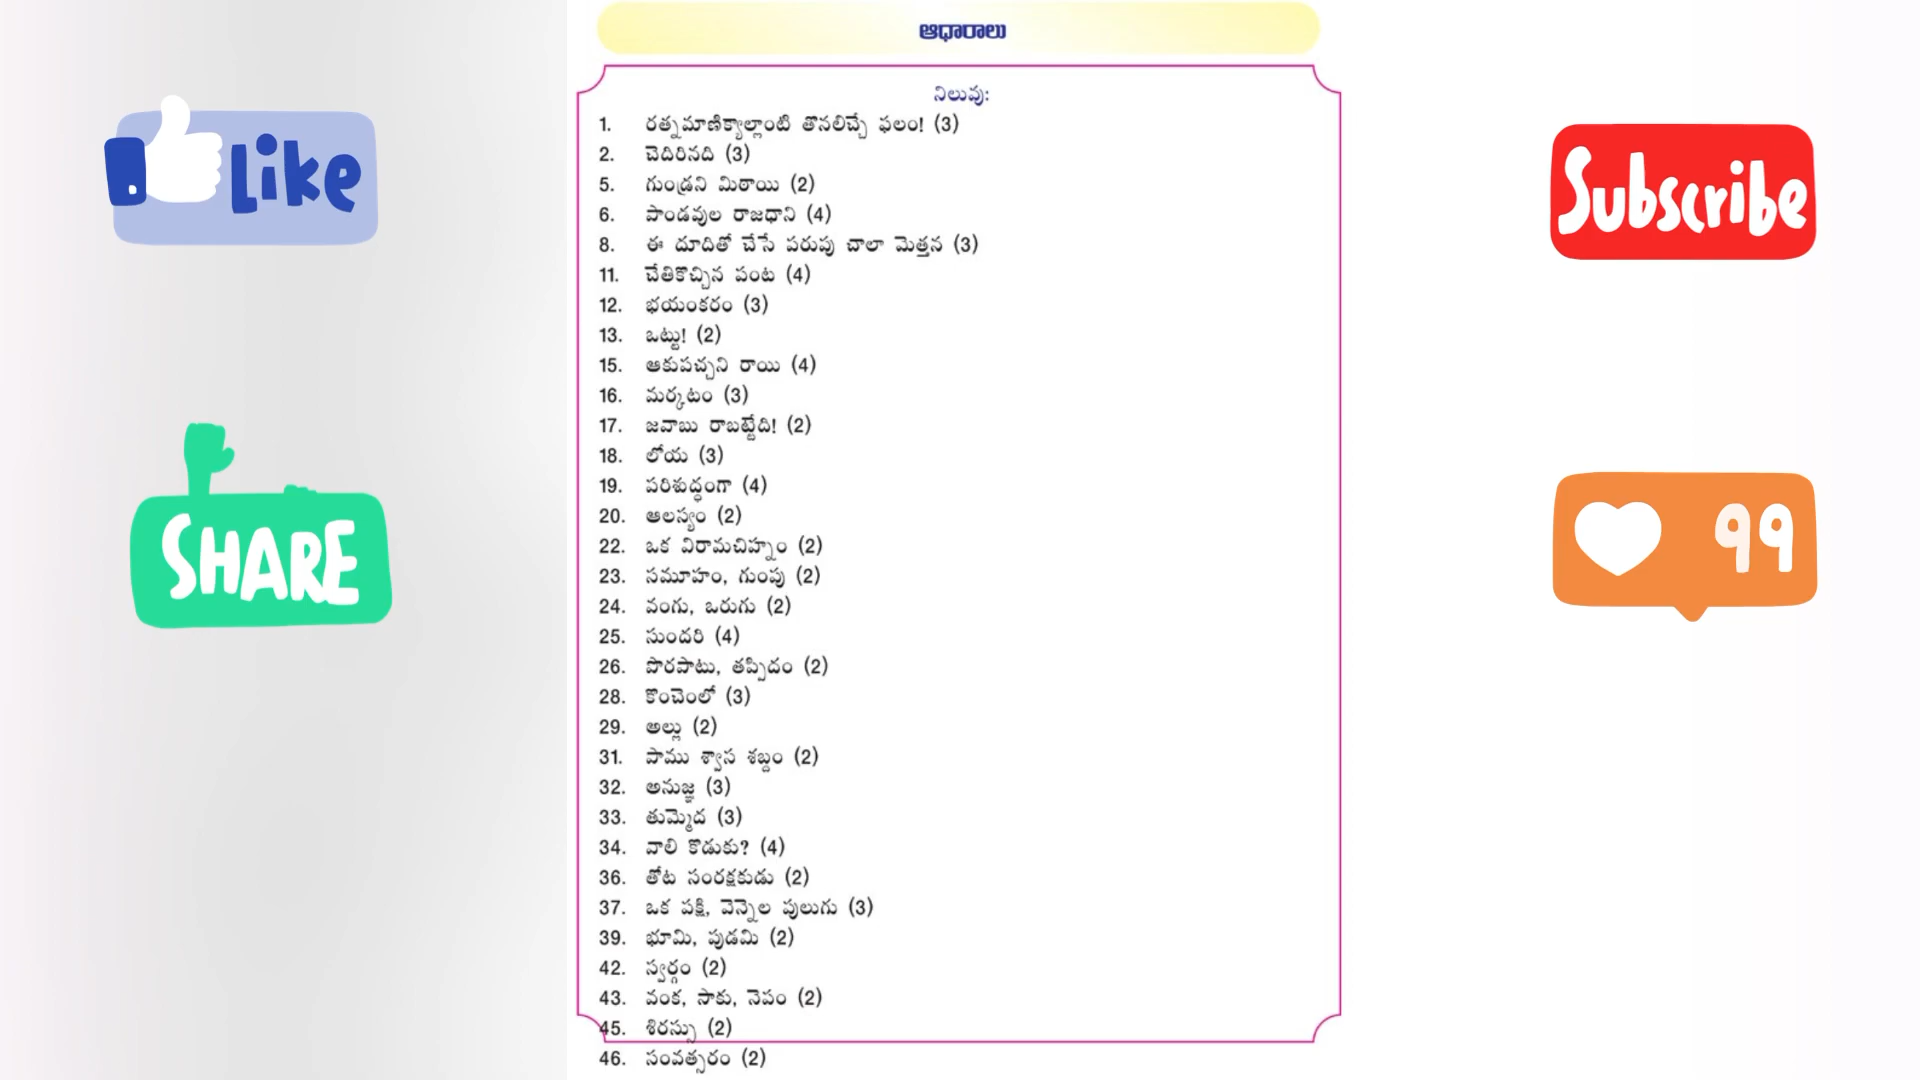 ఆధారాలు
నిలువు:
1. రత్నమాణిక్యాల్లాంటి తొనలిచ్చే ఫలం! (3)
2. చెదిరినది (3)
5. గుండ్రని మిఠాయి (2)
6. పాండవుల రాజధాని (4)
8. ఈ దూదితో చేసే పరుపు చాలా మెత్తన (3)
11. చేతికొచ్చిన పంట (4)
12. భయంకరం (3)
13. ఒట్టు! (2)
15. ఆకుపచ్చని రాయి (4)
16. మర్కటం (3)
17. జవాబు రాబట్టేది! (2)
18. లోయ (3)
19. పరిశుద్ధంగా (4)
20. ఆలస్యం (2)
22. ఒక విరామచిహ్నం (2)
23. సమూహం, గుంపు (2)
24. వంగు, ఒరుగు (2)
25. సుందరి (4)
26. పొరపాటు, తప్పిదం (2)
28. కొంచెంలో (3)
29. అల్లు (2)
31. పాము శ్వాస శబ్దం (2)
32. అనుజ్ఞ (3)
33. తుమ్మెద (3)
34. వాలి కొడుకు? (4)
36. తోట సంరక్షకుడు (2)
37. ఒక పక్షి, వెన్నెల పులుగు (3)
39. భూమి, పుడమి (2)
42. స్వర్గం (2)
43. వంక, సాకు, నెపం (2)
45. శిరస్సు (2)
46. సంవత్సరం (2)
Like
SHARE
Subscribe
99